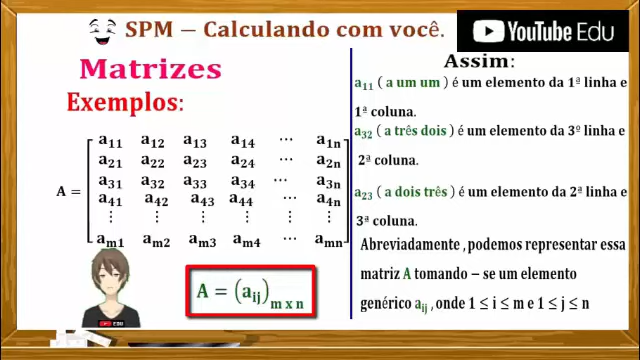 SPM – Calculando com você.
YouTube Edu
Matrizes
Exemplos:
A = [ a11 a12 a13 a14 ⋯ a1n
a21 a22 a23 a24 ⋯ a2n
a31 a32 a33 a34 ⋯ a3n
a41 a42 a43 a44 ⋯ a4n
⋮ ⋮ ⋮ ⋮ ⋮ ⋮
am1 am2 am3 am4 ⋯ amn ]
A = (aij) m x n
EDU
Assim:
a11 ( a um um ) é um elemento da 1ª linha e
1ª coluna.
a32 ( a três dois ) é um elemento da 3º linha e
2ª coluna.
a23 ( a dois três ) é um elemento da 2ª linha e
3ª coluna.
Abreviadamente , podemos representar essa
matriz A tomando – se um elemento
genérico aij , onde 1 ≤ i ≤ m e 1 ≤ j ≤ n